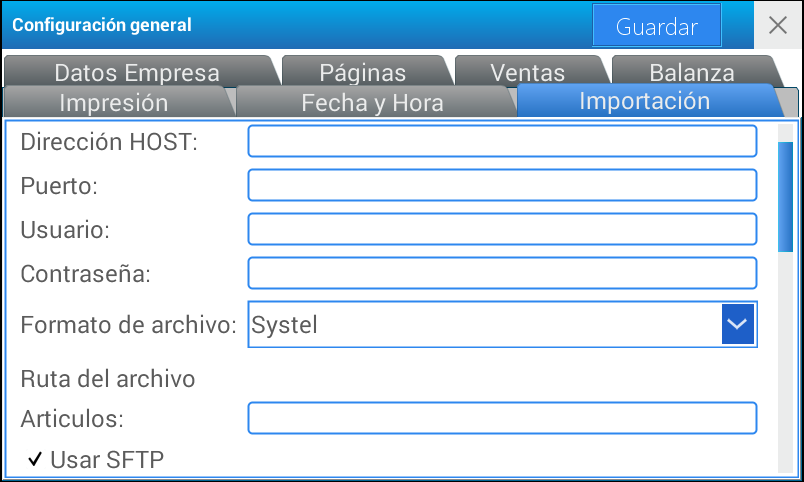 Configuración general
Guardar
Datos Empresa Páginas Ventas Balanza
Impresión Fecha y Hora Importación
Dirección HOST:
Puerto:
Usuario:
Contraseña:
Formato de archivo: Systel
Ruta del archivo
Articulos:
Usar SFTP